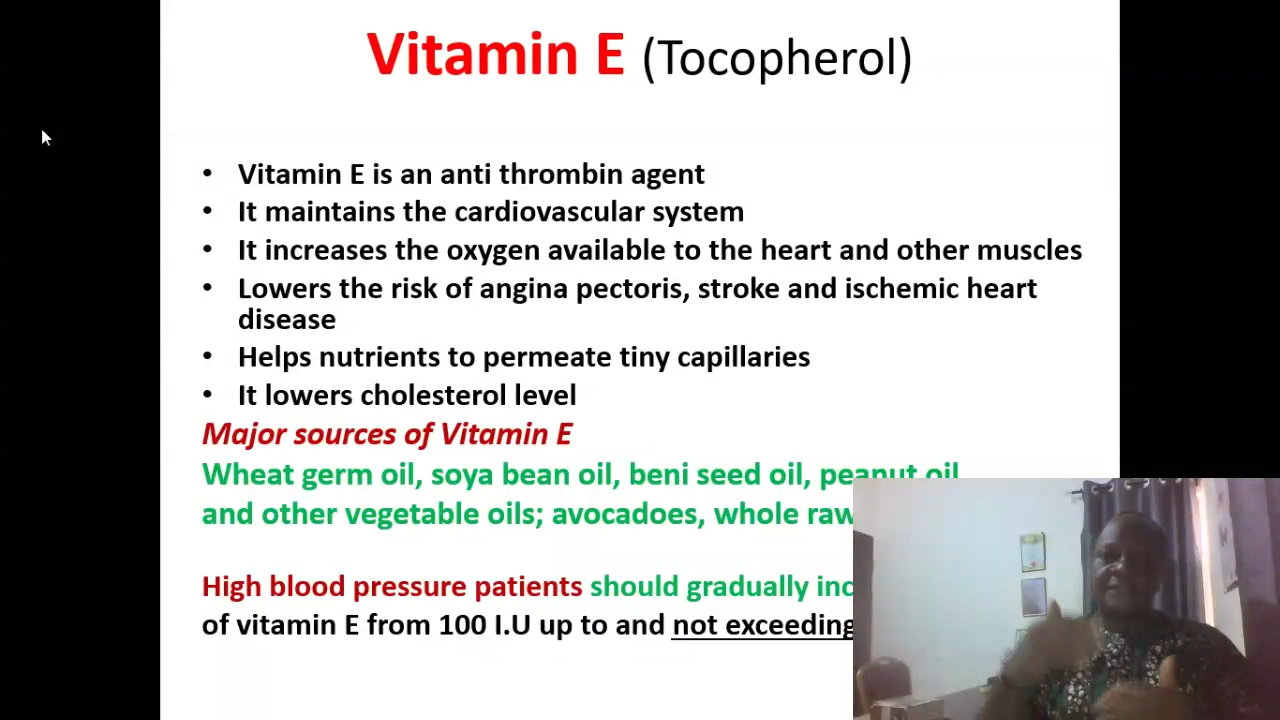 Vitamin E (Tocopherol)
• Vitamin E is an anti thrombin agent
• It maintains the cardiovascular system
• It increases the oxygen available to the heart and other muscles
• Lowers the risk of angina pectoris, stroke and ischemic heart
disease
• Helps nutrients to permeate tiny capillaries
• It lowers cholesterol level
Major sources of Vitamin E
Wheat germ oil, soya bean oil, beni seed oil, peanut oil
and other vegetable oils; avocadoes, whole raw
High blood pressure patients should gradually inc
of vitamin E from 100 I.U up to and not exceeding